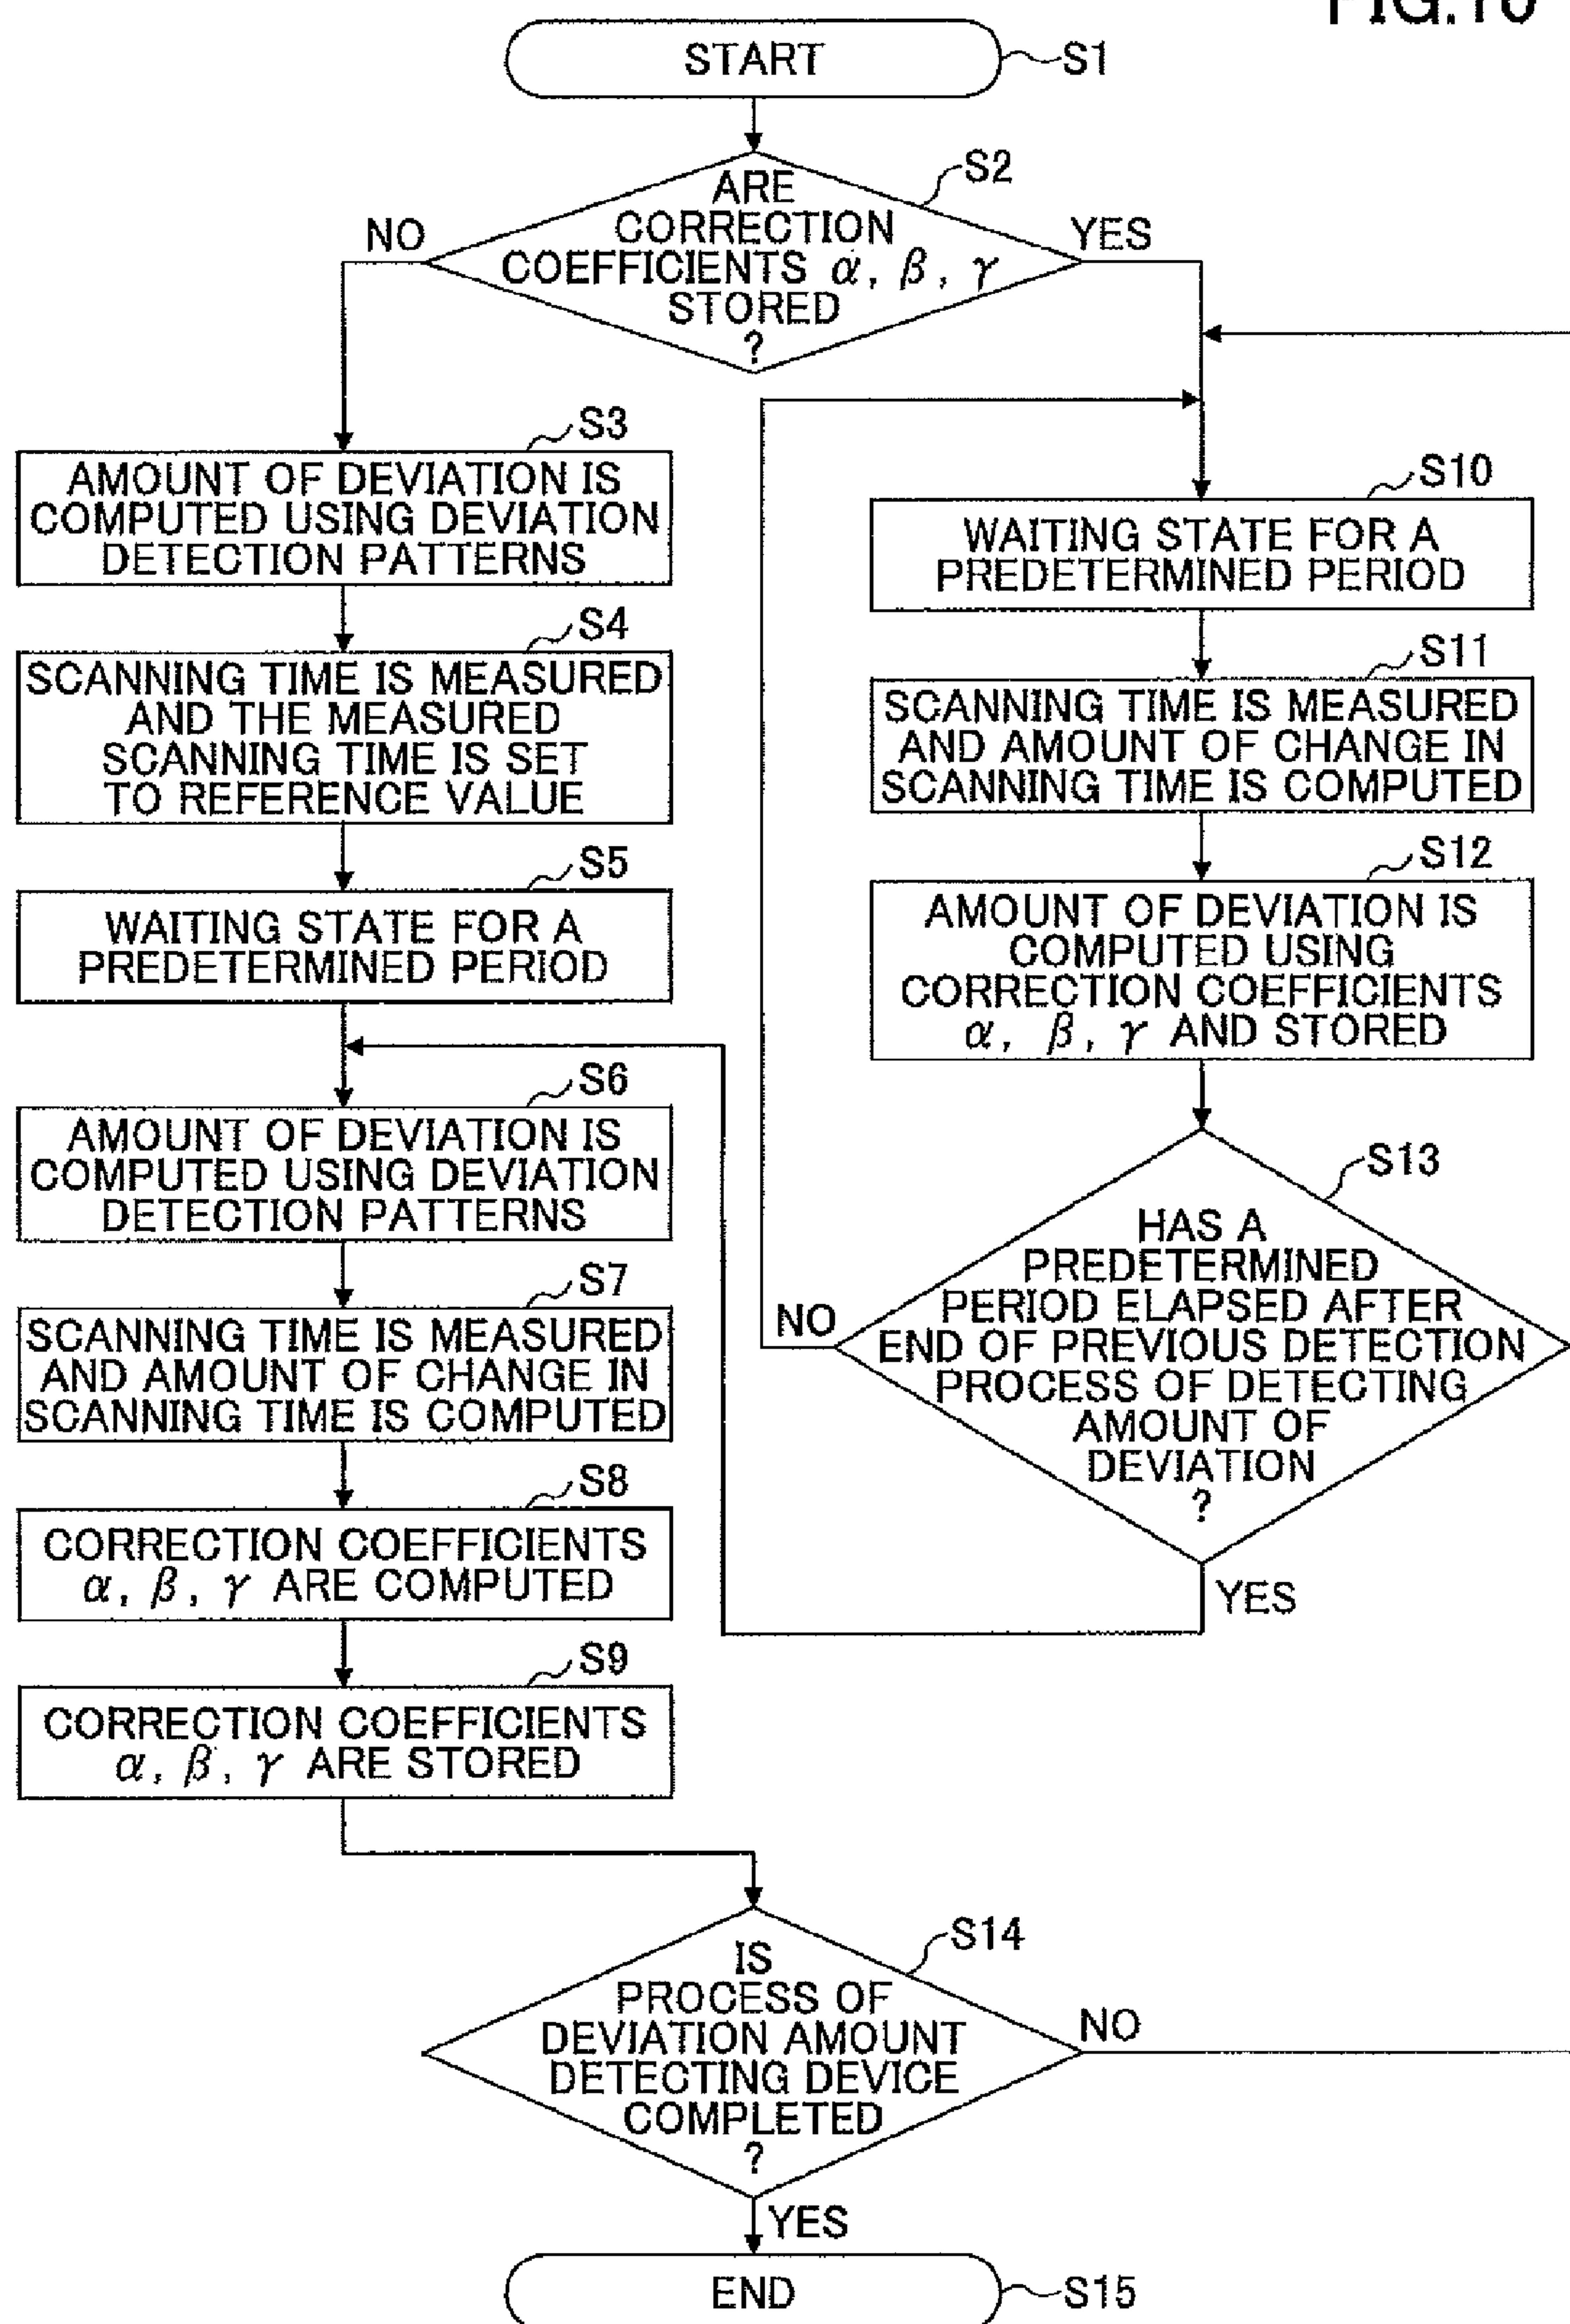 FIG.10
START
S1
S2
ARE
CORRECTION
COEFFICIENTS α, β, γ
STORED
?
NO
YES
S3
AMOUNT OF DEVIATION IS
COMPUTED USING DEVIATION
DETECTION PATTERNS
S4
SCANNING TIME IS MEASURED
AND THE MEASURED
SCANNING TIME IS SET
TO REFERENCE VALUE
S5
WAITING STATE FOR A
PREDETERMINED PERIOD
S6
AMOUNT OF DEVIATION IS
COMPUTED USING DEVIATION
DETECTION PATTERNS
S7
SCANNING TIME IS MEASURED
AND AMOUNT OF CHANGE IN
SCANNING TIME IS COMPUTED
S8
CORRECTION COEFFICIENTS
α, β, γ ARE COMPUTED
S9
CORRECTION COEFFICIENTS
α, β, γ ARE STORED
S10
WAITING STATE FOR A
PREDETERMINED PERIOD
S11
SCANNING TIME IS MEASURED
AND AMOUNT OF CHANGE IN
SCANNING TIME IS COMPUTED
S12
AMOUNT OF DEVIATION IS
COMPUTED USING
CORRECTION COEFFICIENTS
α, β, γ AND STORED
S13
HAS A
PREDETERMINED
PERIOD ELAPSED AFTER
END OF PREVIOUS DETECTION
PROCESS OF DETECTING
AMOUNT OF
DEVIATION
?
NO
YES
S14
IS
PROCESS OF
DEVIATION AMOUNT
DETECTING DEVICE
COMPLETED
?
NO
YES
END
S15